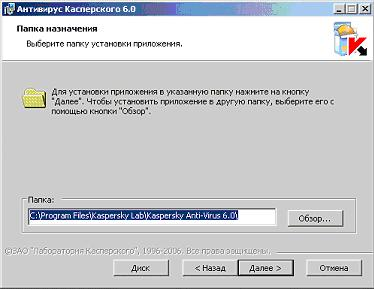 Антивирус Касперского 6.0
Папка назначения
Выберите папку установки приложения.
Для установки приложения в указанную папку нажмите на кнопку
"Далее". Чтобы установить приложение в другую папку, выберите его с
помощью кнопки "Обзор".
Папка:
C:\Program Files\Kaspersky Lab\Kaspersky Anti-Virus 6.0\
Обзор...
©ЗАО "Лаборатория Касперского", 1996-2006. Все права защищены.
Диск
< Назад
Далее >
Отмена